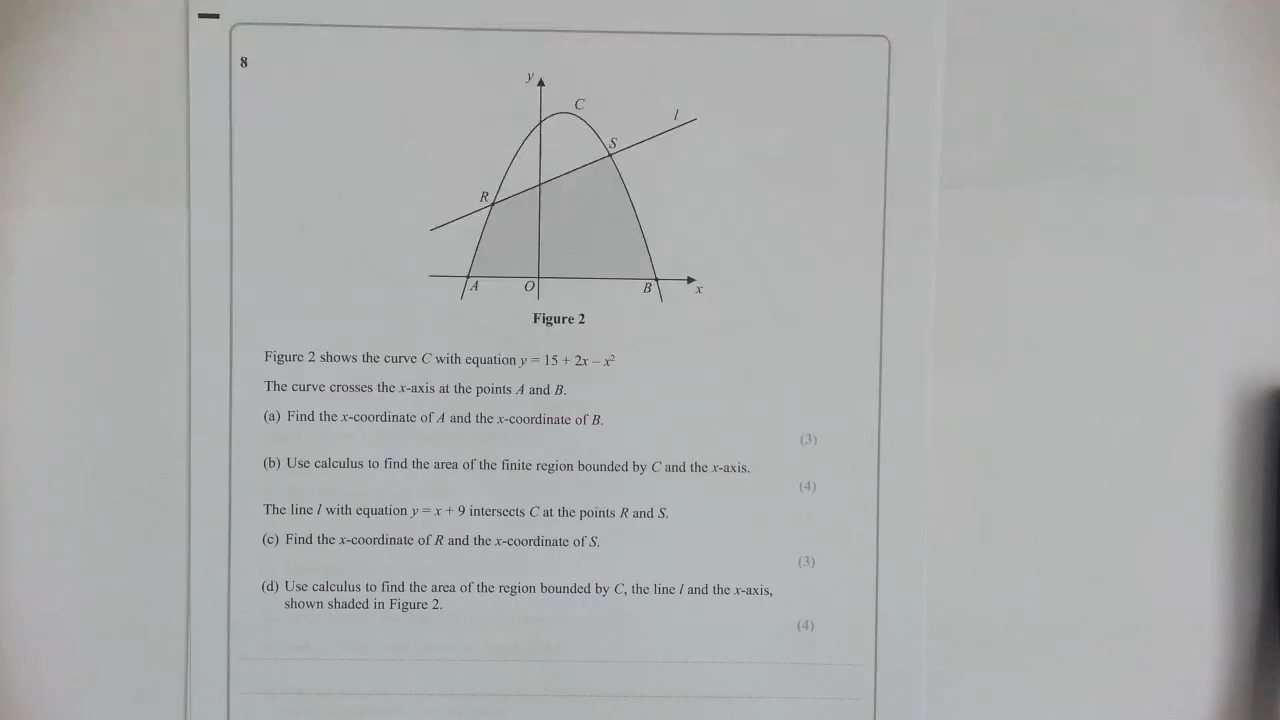 8
y
C
l
S
R
A
O
B
x
Figure 2
Figure 2 shows the curve C with equation y = 15 + 2x – x²
The curve crosses the x-axis at the points A and B.
(a) Find the x-coordinate of A and the x-coordinate of B.
(3)
(b) Use calculus to find the area of the finite region bounded by C and the x-axis.
(4)
The line l with equation y = x + 9 intersects C at the points R and S.
(c) Find the x-coordinate of R and the x-coordinate of S.
(3)
(d) Use calculus to find the area of the region bounded by C, the line l and the x-axis,
shown shaded in Figure 2.
(4)